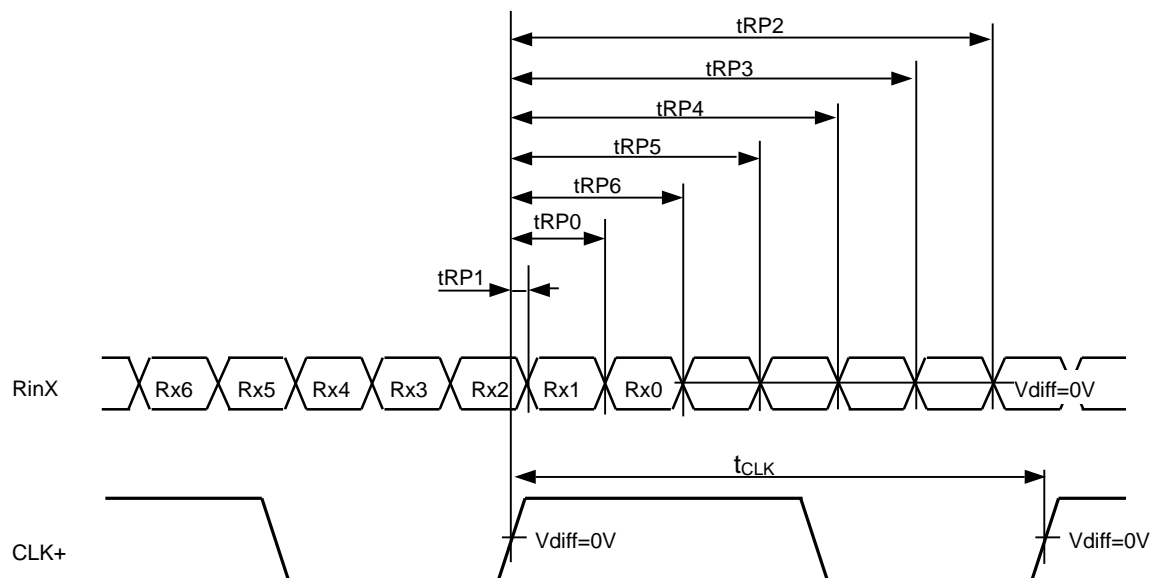 tRP2
tRP3
tRP4
tRP5
tRP6
tRP0
tRP1
RinX Rx6 Rx5 Rx4 Rx3 Rx2 Rx1 Rx0 Vdiff=0V
tCLK
CLK+ Vdiff=0V Vdiff=0V